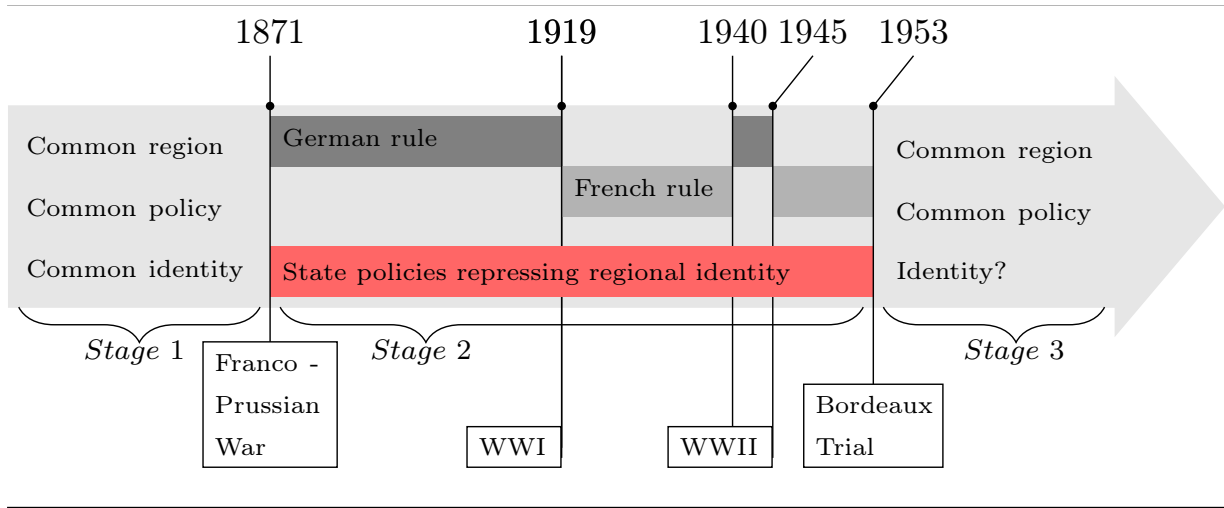 1871
1919
1940
1945
1953
German rule
Common region
Common region
French rule
Common policy
Common policy
Common identity
State policies repressing regional identity
Identity?
Stage 1
Stage 2
Stage 3
Franco -
Prussian
War
WWI
WWII
Bordeaux
Trial